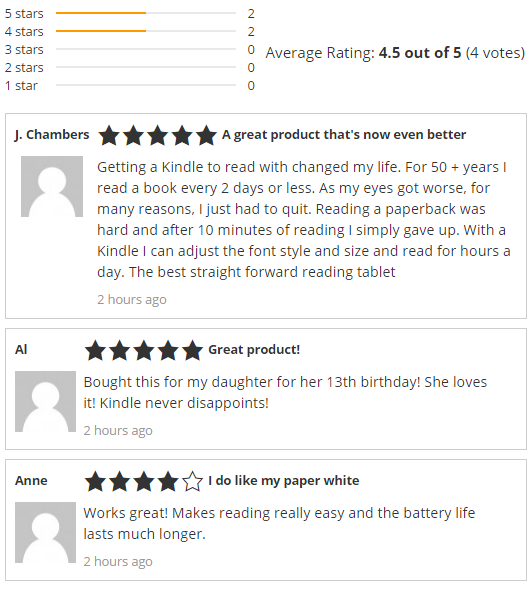 5 stars 2
4 stars 2
3 stars 0
2 stars 0
1 star 0
Average Rating: 4.5 out of 5 (4 votes)
J. Chambers A great product that's now even better
Getting a Kindle to read with changed my life. For 50 + years I
read a book every 2 days or less. As my eyes got worse, for
many reasons, I just had to quit. Reading a paperback was
hard and after 10 minutes of reading I simply gave up. With a
Kindle I can adjust the font style and size and read for hours a
day. The best straight forward reading tablet
2 hours ago
Al Great product!
Bought this for my daughter for her 13th birthday! She loves
it! Kindle never disappoints!
2 hours ago
Anne I do like my paper white
Works great! Makes reading really easy and the battery life
lasts much longer.
2 hours ago